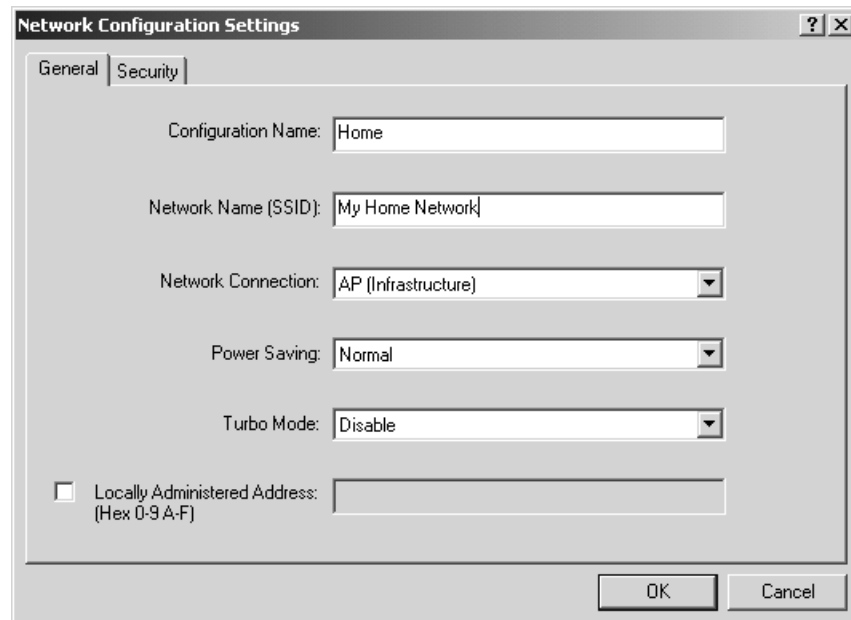 Network Configuration Settings ? X
General Security
Configuration Name: Home
Network Name (SSID): My Home Network
Network Connection: AP (Infrastructure)
Power Saving: Normal
Turbo Mode: Disable
Locally Administered Address:
(Hex 0-9 A-F)
OK Cancel